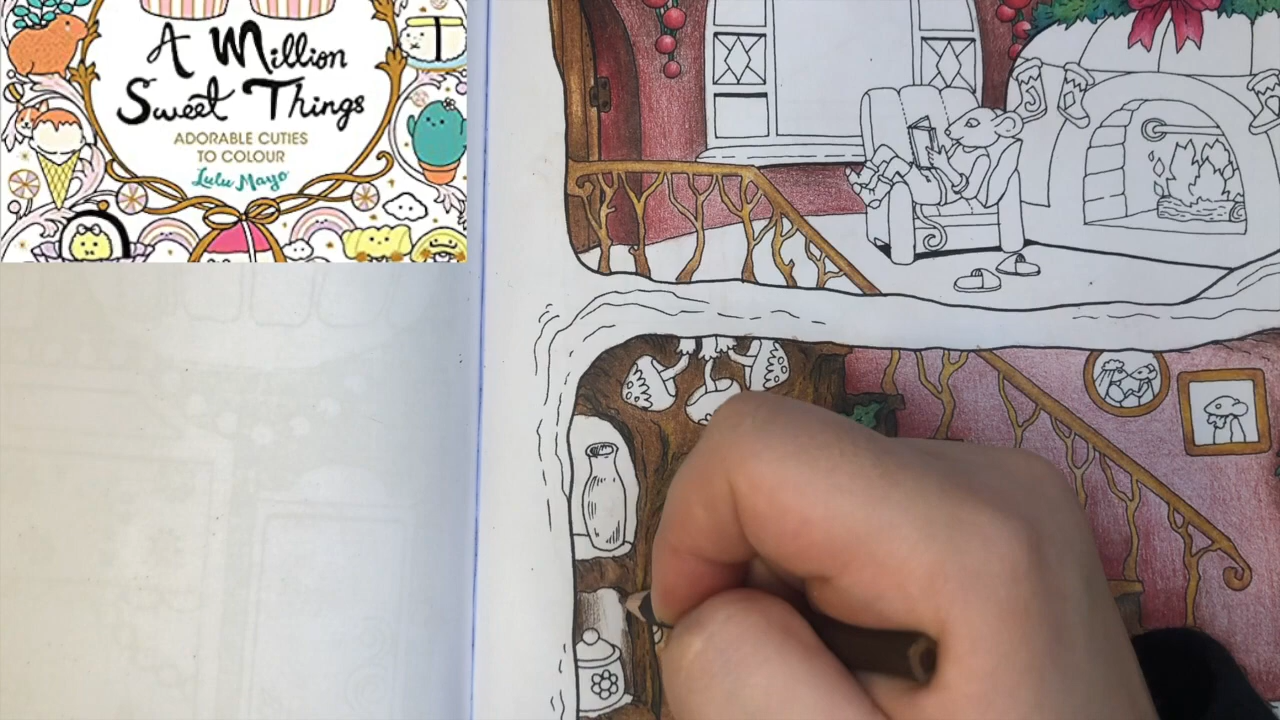 A Million
Sweet Things
ADORABLE CUTIES
TO COLOUR
Lulu Mayo